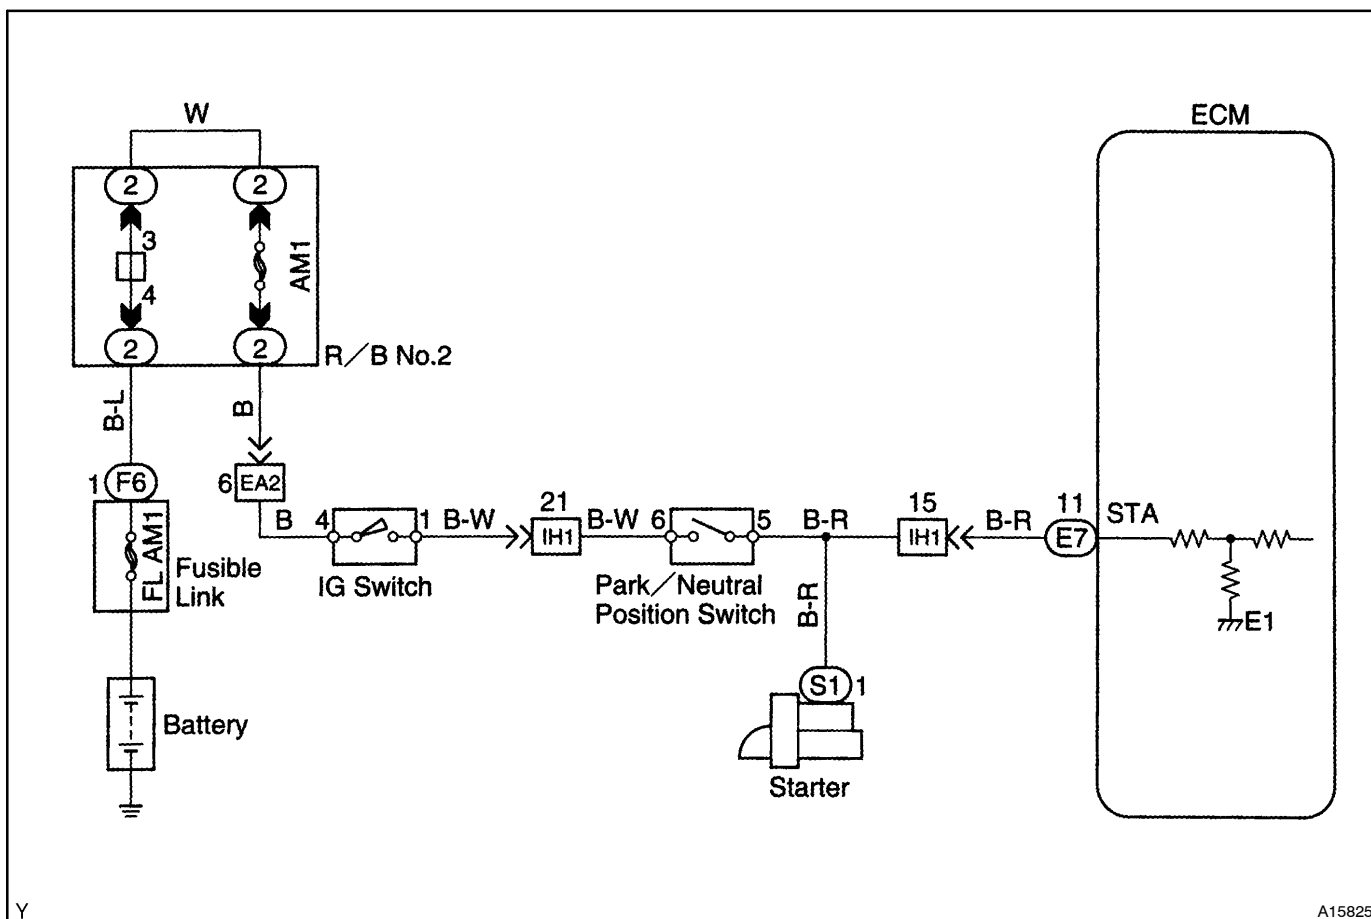 W
ECM
2
2
3
4
AM1
2
2
R/B No.2
B-L
B
1
F6
6
EA2
FL AM1
Fusible
Link
B
4
1
B-W
IG Switch
21
IH1
B-W
6
5
Park/Neutral
Position Switch
B-R
15
IH1
B-R
11
E7
STA
E1
B-R
S1
1
Starter
Battery
Y
A15825